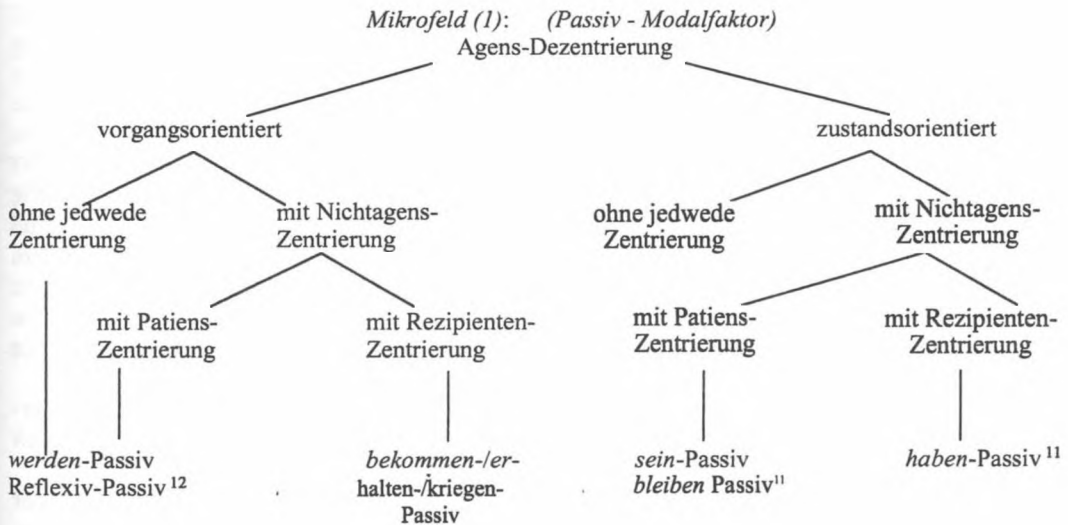 Mikrofeld (1): (Passiv - Modalfaktor)
Agens-Dezentrierung
vorgangsorientiert
zustandsorientiert
ohne jedwede
Zentrierung
mit Nichtagens-
Zentrierung
ohne jedwede
Zentrierung
mit Nichtagens-
Zentrierung
mit Patiens-
Zentrierung
mit Rezipienten-
Zentrierung
mit Patiens-
Zentrierung
mit Rezipienten-
Zentrierung
werden-Passiv
Reflexiv-Passiv 12
bekommen-/er-
halten-/kriegen-
Passiv
sein-Passiv
bleiben Passiv11
haben-Passiv 11